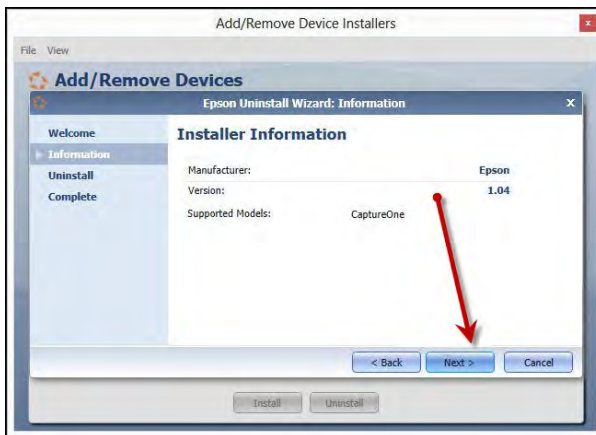 Add/Remove Device Installers
x
File View
Add/Remove Devices
Epson Uninstall Wizard: Information X
Welcome
Installer Information
Information
Manufacturer: Epson
Uninstall
Version: 1.04
Complete
Supported Models: CaptureOne
< Back Next > Cancel
Install Uninstall